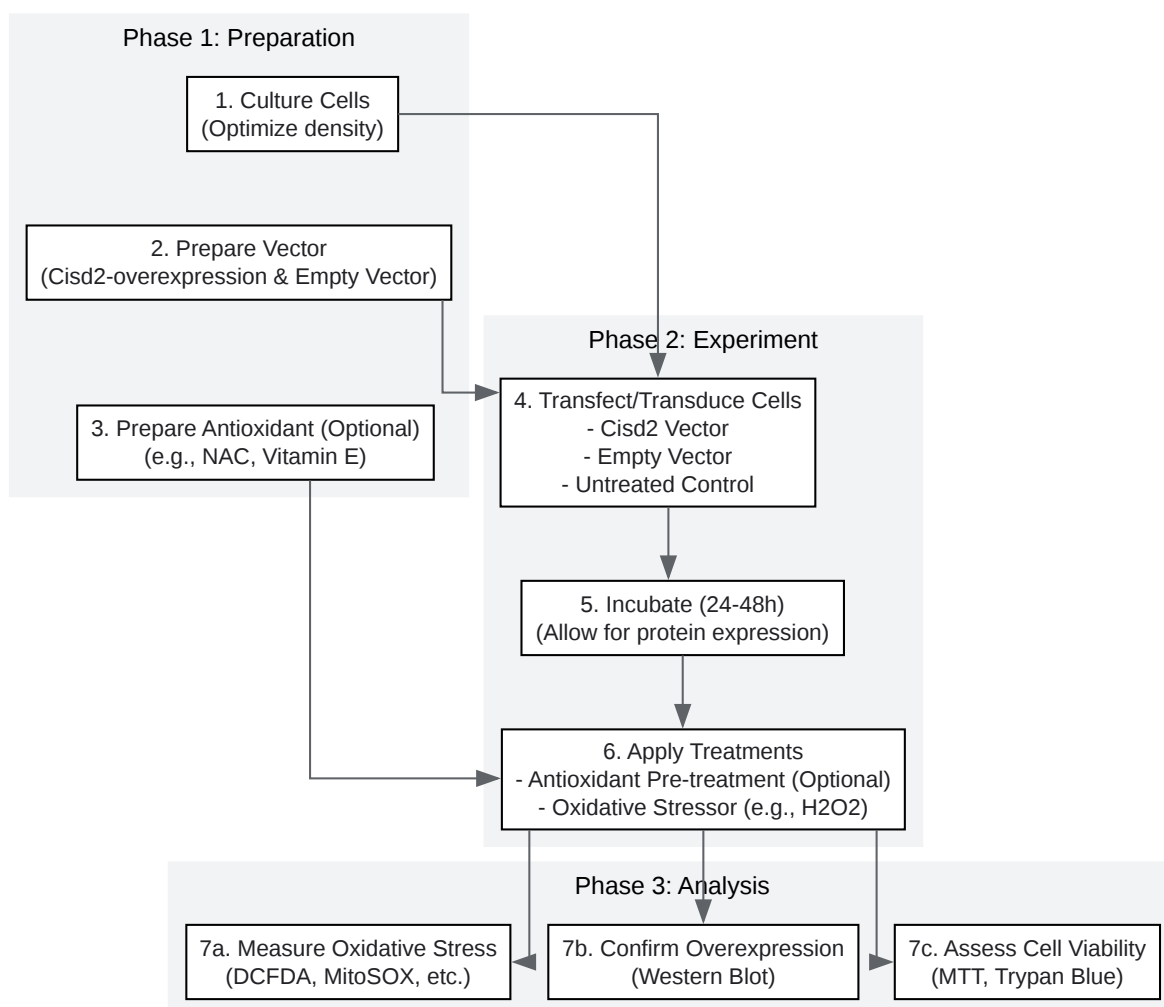 Phase 1: Preparation
1. Culture Cells
(Optimize density)
2. Prepare Vector
(Cisd2-overexpression & Empty Vector)
3. Prepare Antioxidant (Optional)
(e.g., NAC, Vitamin E)
Phase 2: Experiment
4. Transfect/Transduce Cells
- Cisd2 Vector
- Empty Vector
- Untreated Control
5. Incubate (24-48h)
(Allow for protein expression)
6. Apply Treatments
- Antioxidant Pre-treatment (Optional)
- Oxidative Stressor (e.g., H2O2)
Phase 3: Analysis
7a. Measure Oxidative Stress
(DCFDA, MitoSOX, etc.)
7b. Confirm Overexpression
(Western Blot)
7c. Assess Cell Viability
(MTT, Trypan Blue)